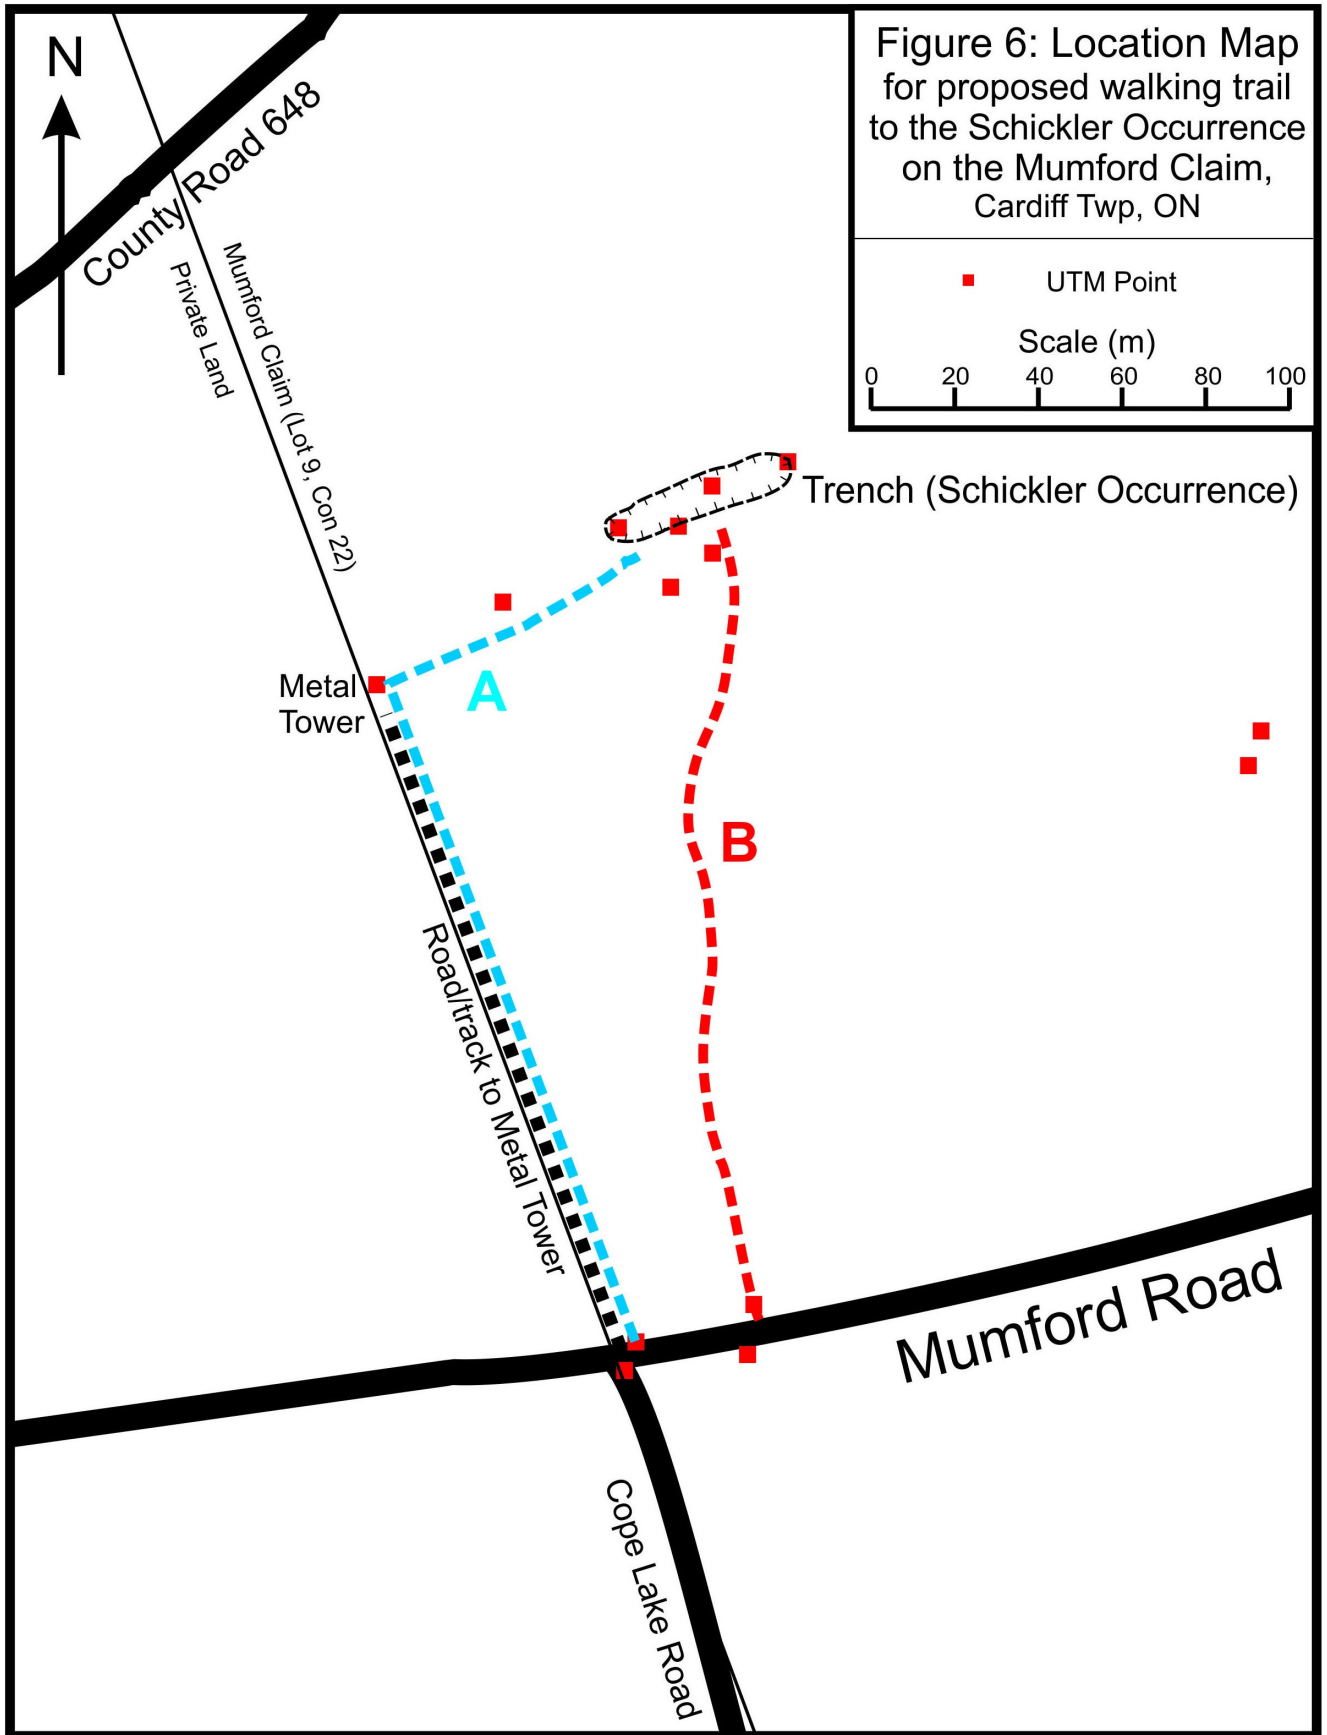 N
Figure 6: Location Map
for proposed walking trail
to the Schickler Occurrence
on the Mumford Claim,
Cardiff Twp, ON
UTM Point
Scale (m)
0 20 40 60 80 100
County Road 648
Mumford Claim (Lot 9, Con 22)
Private Land
Trench (Schickler Occurrence)
Metal
Tower
A
B
Road/track to Metal Tower
Mumford Road
Cope Lake Road